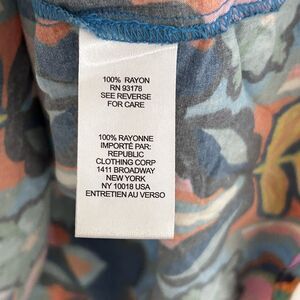 100% RAYON
RN 93178
SEE REVERSE
FOR CARE
100% RAYONNE
IMPORTÉ PAR:
REPUBLIC
CLOTHING CORP
1411 BROADWAY
NEW YORK
NY 10018 USA
ENTRETIEN AU VERSO